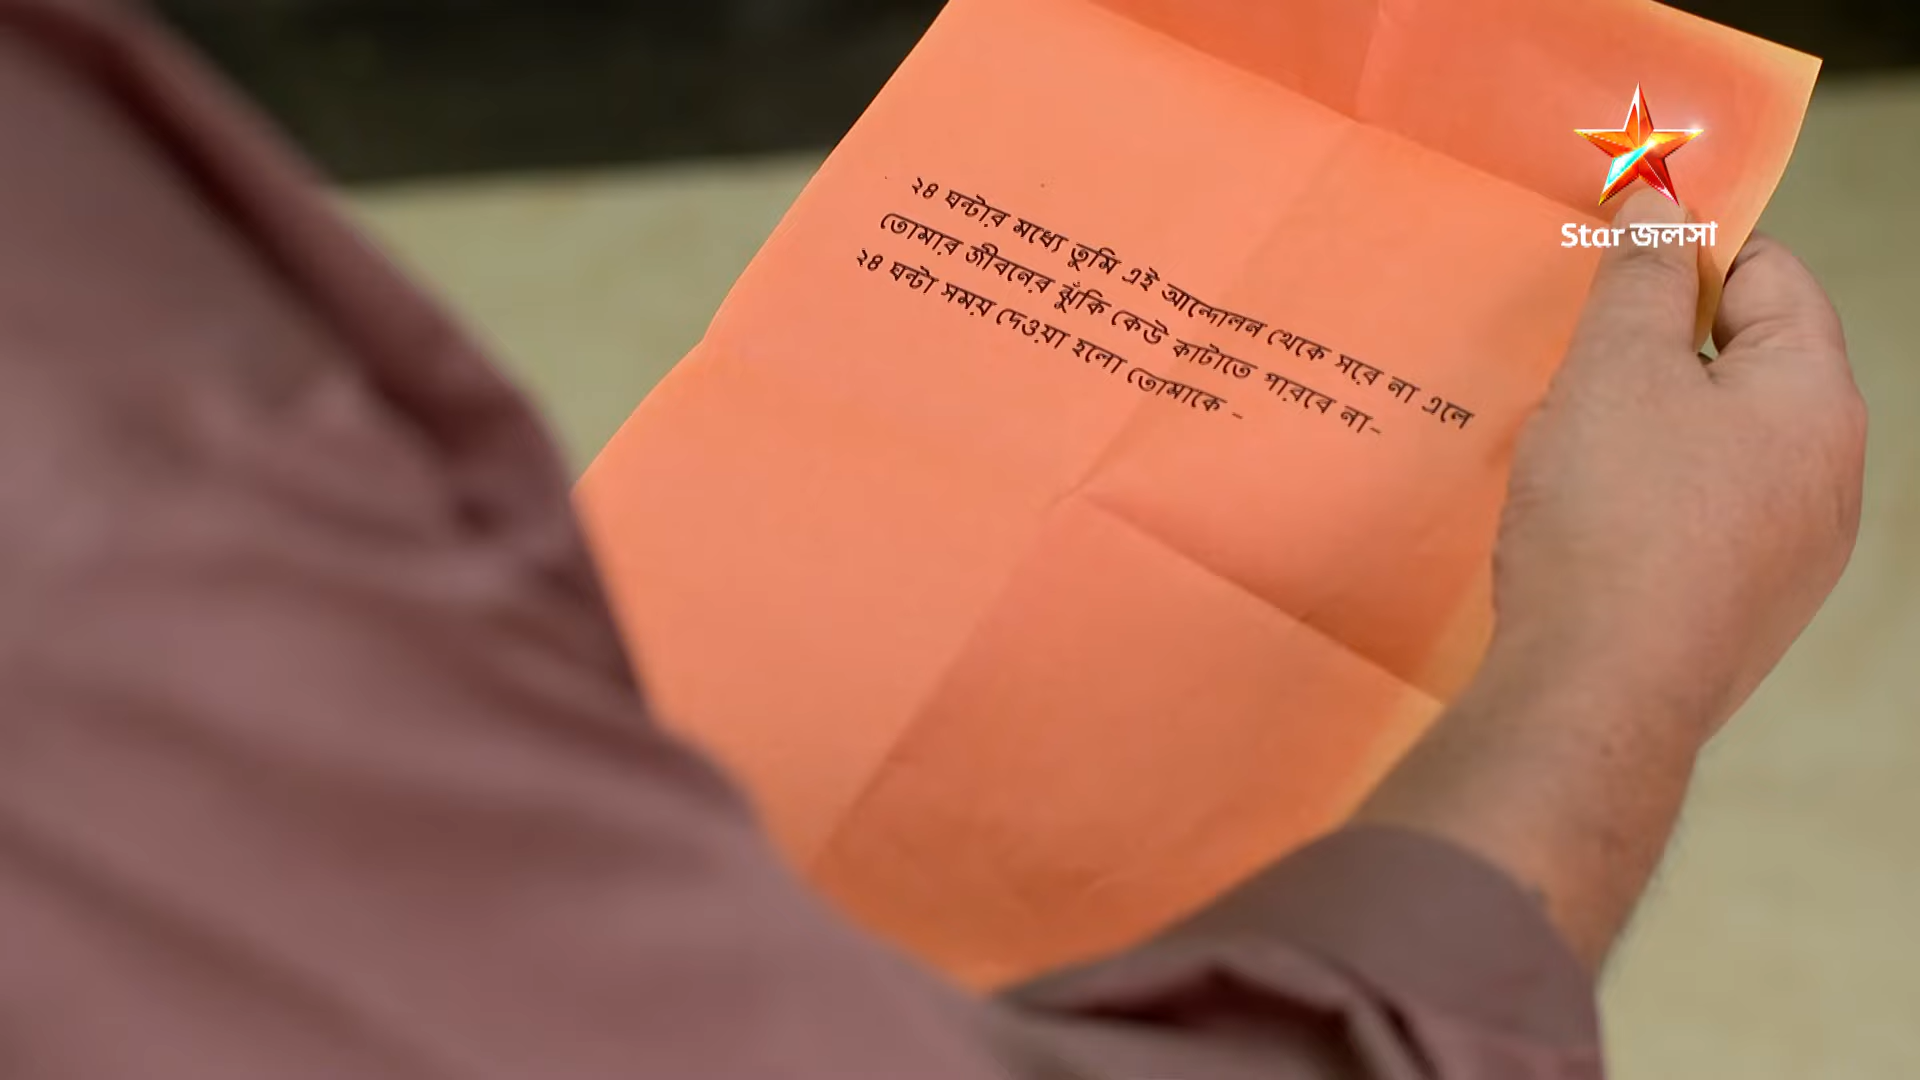 ২৪ ঘন্টার মধ্যে তুমি এই আন্দোলন থেকে সরে না এলে
তোমার জীবনের ঝুঁকি কেউ কাটাতে পারবে না-
২৪ ঘন্টা সময় দেওয়া হলো তোমাকে -
Star জলসা